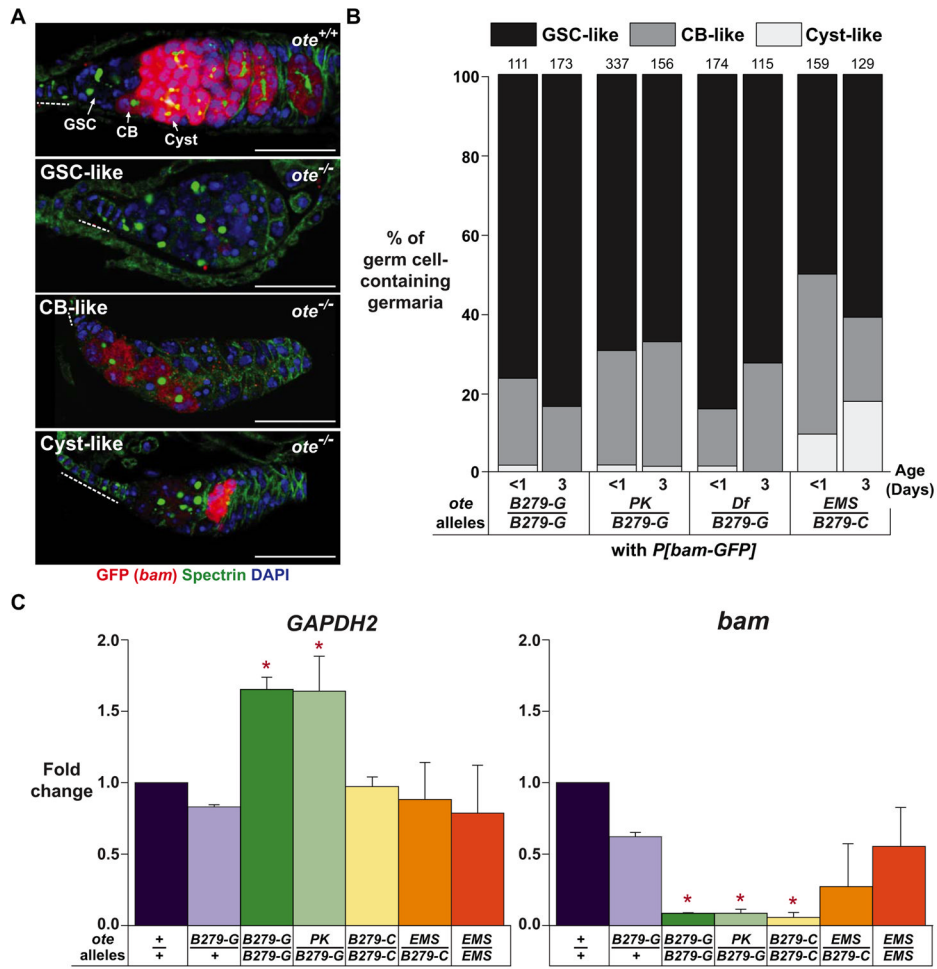 A
ote+/+
GSC
CB
Cyst
GSC-like
ote-/-
CB-like
ote-/-
Cyst-like
ote-/-
GFP (bam) Spectrin DAPI
B
GSC-like CB-like Cyst-like
111 173 337 156 174 115 159 129
100
80
60
40
20
0
% of
germ cell-
containing
germaria
<1 3 <1 3 <1 3 <1 3
Age
(Days)
ote
alleles
B279-G PK Df EMS
B279-G B279-G B279-G B279-C
with P[bam-GFP]
C
GAPDH2
2.0
1.5
1.0
0.5
0.0
Fold
change
* *
ote
alleles
+ B279-G B279-G PK B279-C EMS EMS
+ + B279-G B279-G B279-C B279-C EMS
bam
2.0
1.5
1.0
0.5
0.0
* * *
+ B279-G B279-G PK B279-C EMS EMS
+ + B279-G B279-G B279-C B279-C EMS